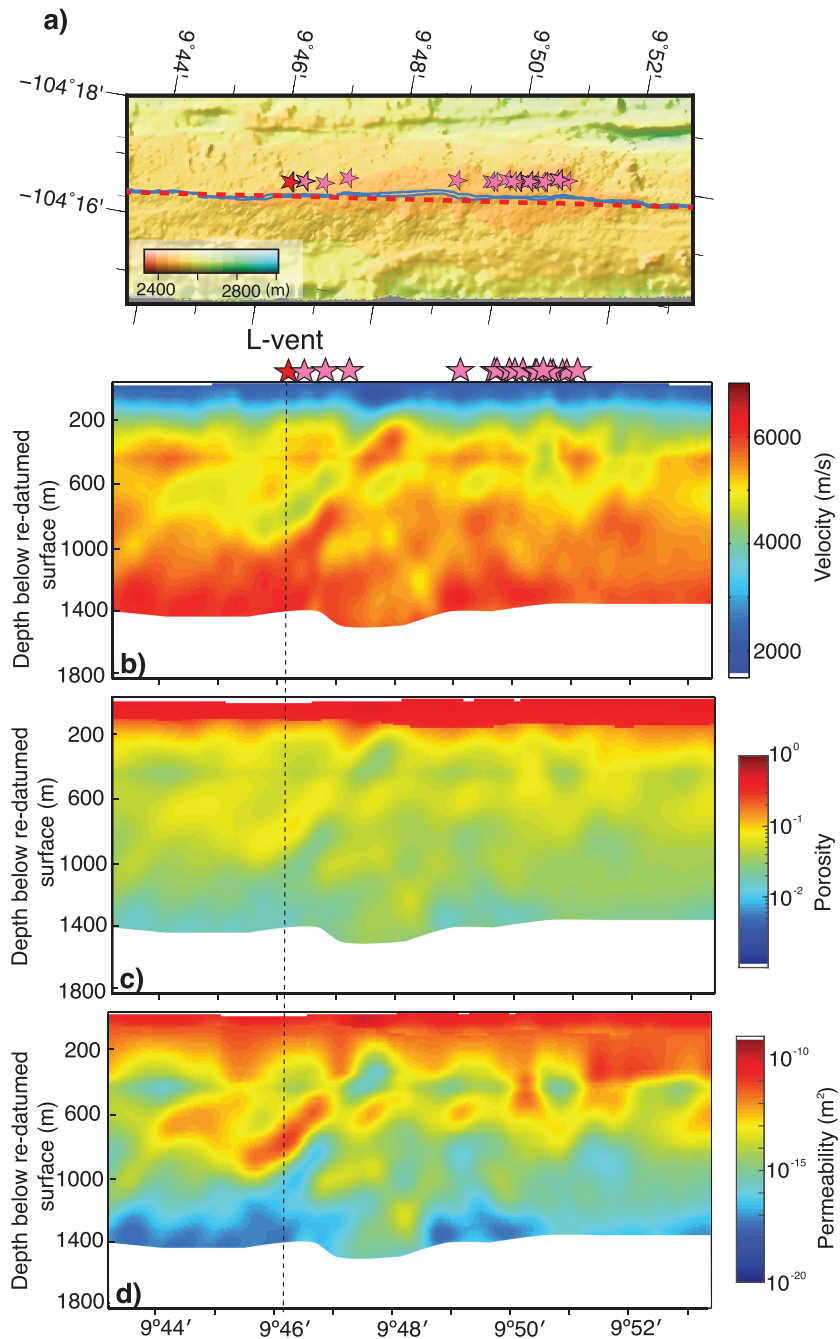 a)
9°44′ 9°46′ 9°48′ 9°50′ 9°52′
−104°18′
−104°16′
2400 2800 (m)
L-vent
200
600
1000
1400
1800
Depth below re-datumed
surface (m)
b)
6000
4000
2000
Velocity (m/s)
200
600
1000
1400
1800
Depth below re-datumed
surface (m)
c)
10⁰
10⁻¹
10⁻²
Porosity
200
600
1000
1400
1800
Depth below re-datumed
surface (m)
d)
10⁻¹⁰
10⁻¹⁵
10⁻²⁰
Permeability (m²)
9°44′ 9°46′ 9°48′ 9°50′ 9°52′